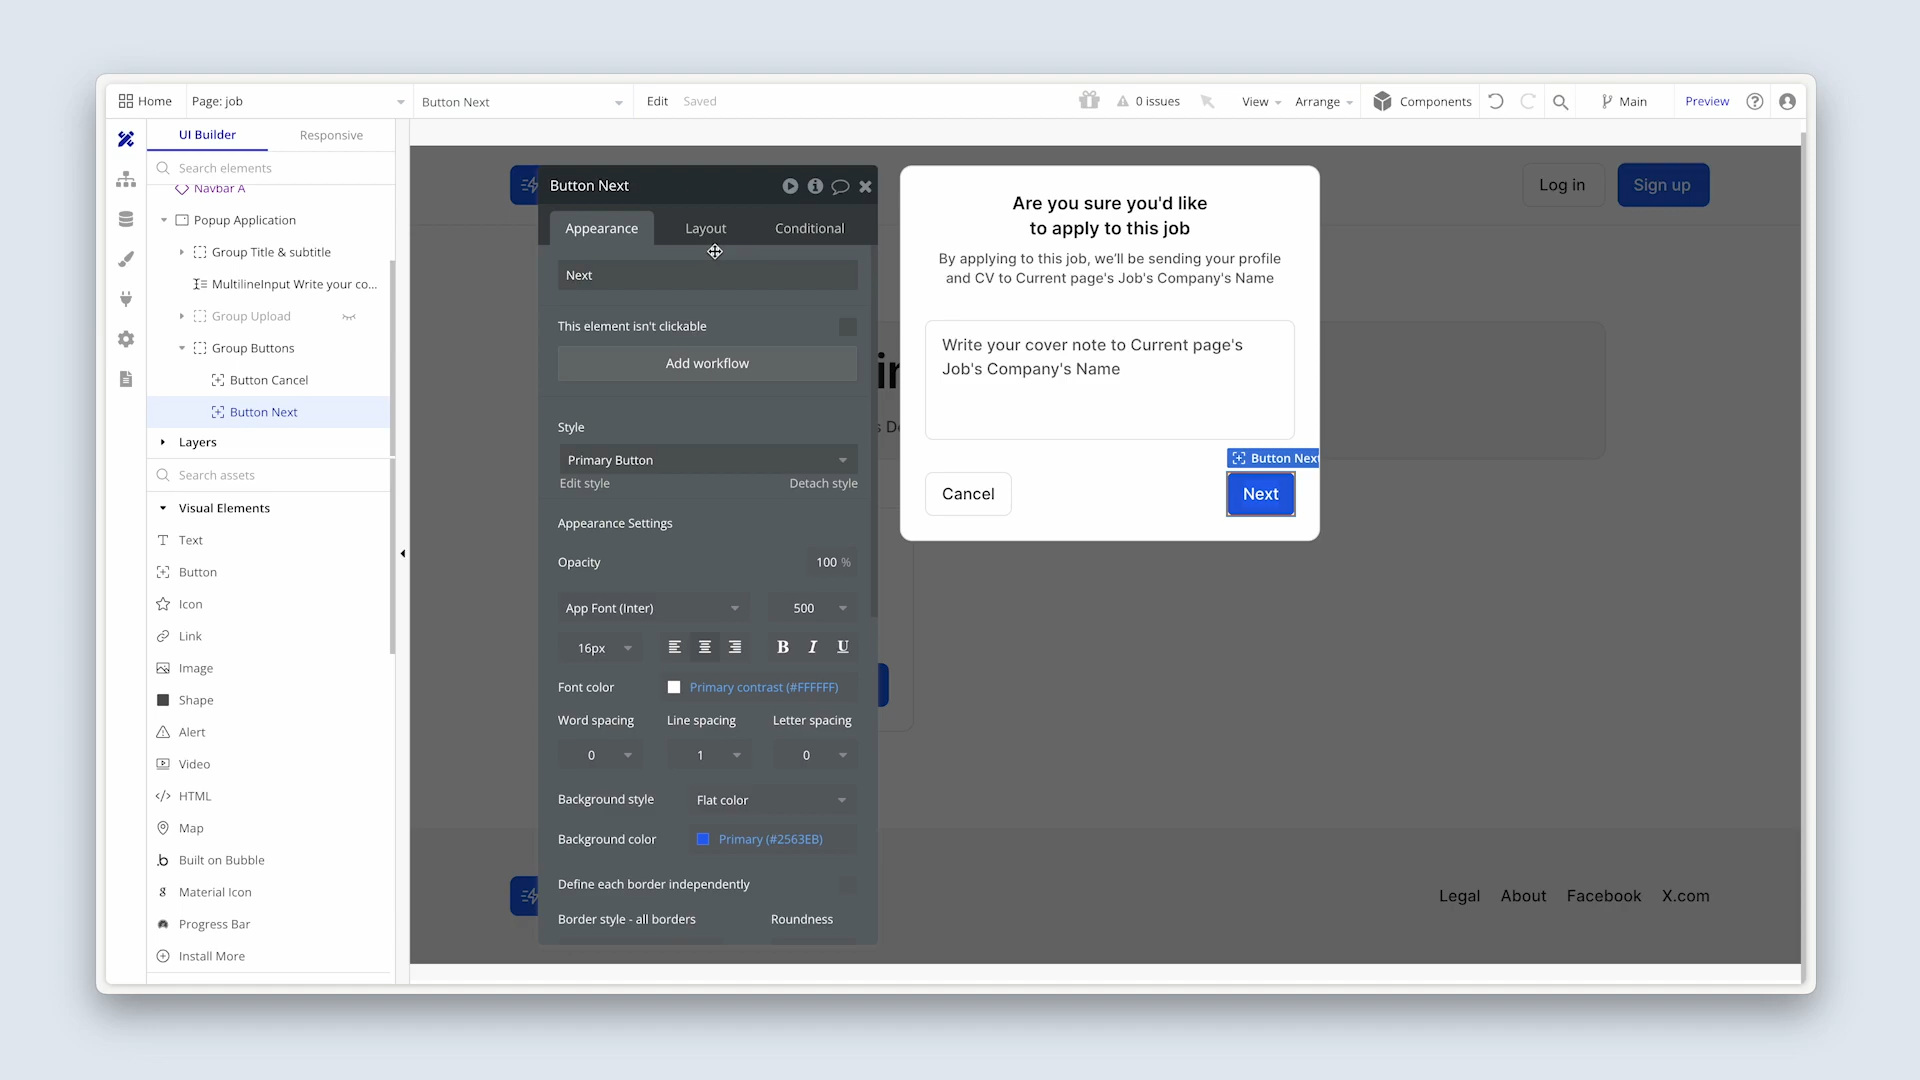 Home
Page: job
Button Next
Edit
Saved
0 issues
View
Arrange
Components
Main
Preview
UI Builder
Responsive
Search elements
Navbar A
Popup Application
Group Title & subtitle
MultilineInput Write your co...
Group Upload
Group Buttons
Button Cancel
Button Next
Layers
Search assets
Visual Elements
Text
Button
Icon
Link
Image
Shape
Alert
Video
HTML
Map
Built on Bubble
Material Icon
Progress Bar
Install More
Button Next
Appearance
Layout
Conditional
Next
This element isn't clickable
Add workflow
Style
Primary Button
Edit style
Detach style
Appearance Settings
Opacity
100 %
App Font (Inter)
500
16px
B I U
Font color
Primary contrast (#FFFFFF)
Word spacing
Line spacing
Letter spacing
0
1
0
Background style
Flat color
Background color
Primary (#2563EB)
Define each border independently
Border style - all borders
Roundness
Are you sure you'd like
to apply to this job
By applying to this job, we'll be sending your profile
and CV to Current page's Job's Company's Name
Write your cover note to Current page's
Job's Company's Name
Button Next
Cancel
Next
Log in
Sign up
Legal
About
Facebook
X.com